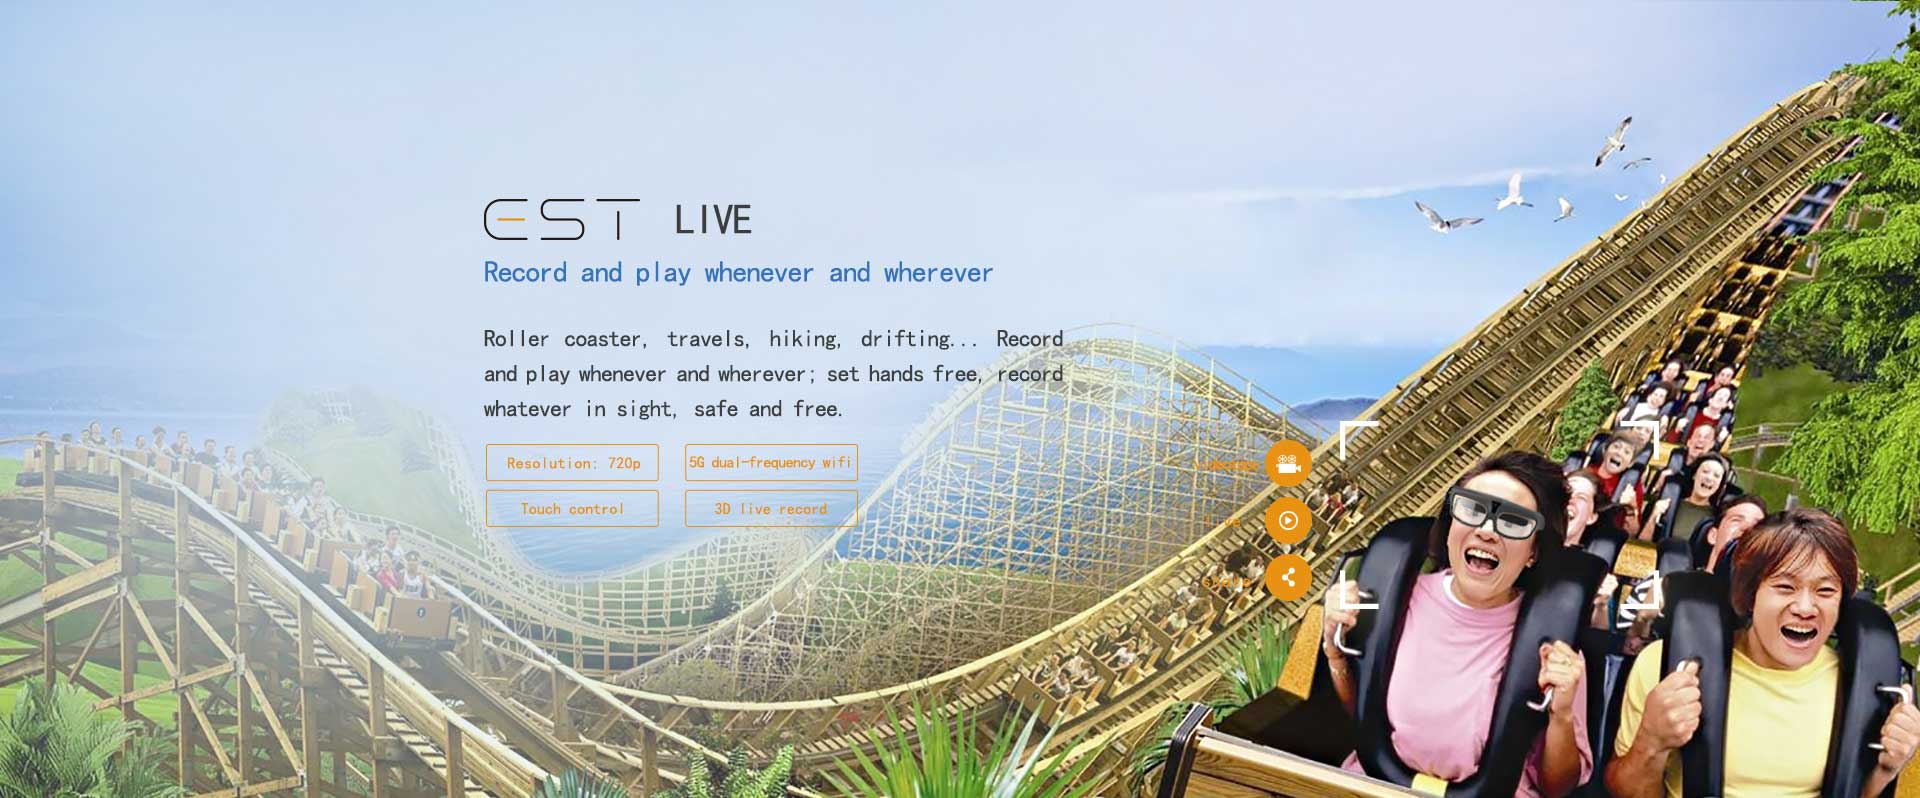 EST LIVE
Record and play whenever and wherever
Roller coaster, travels, hiking, drifting... Record
and play whenever and wherever; set hands free, record
whatever in sight, safe and free.
Resolution: 720p
5G dual-frequency wifi
Touch control
3D live record
live
share